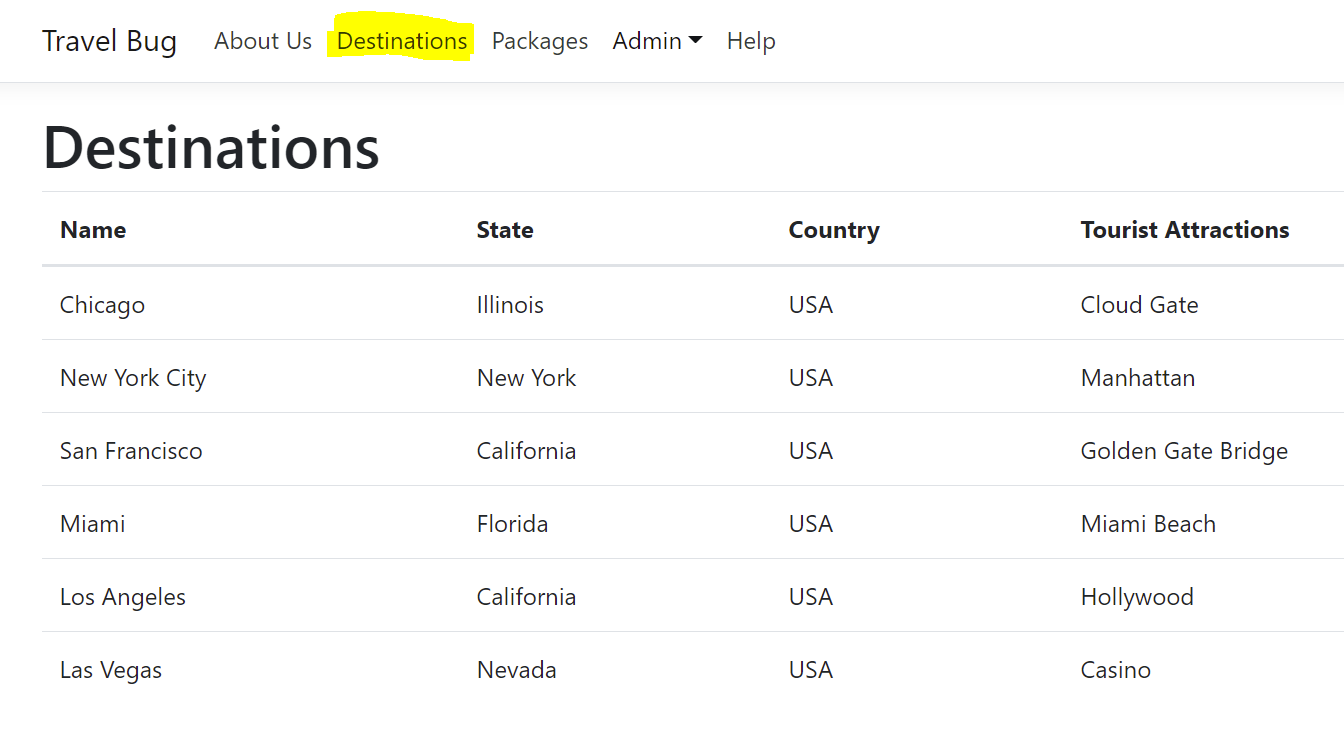 Travel Bug About Us Destinations Packages Admin Help
Destinations
Name State Country Tourist Attractions
Chicago Illinois USA Cloud Gate
New York City New York USA Manhattan
San Francisco California USA Golden Gate Bridge
Miami Florida USA Miami Beach
Los Angeles California USA Hollywood
Las Vegas Nevada USA Casino